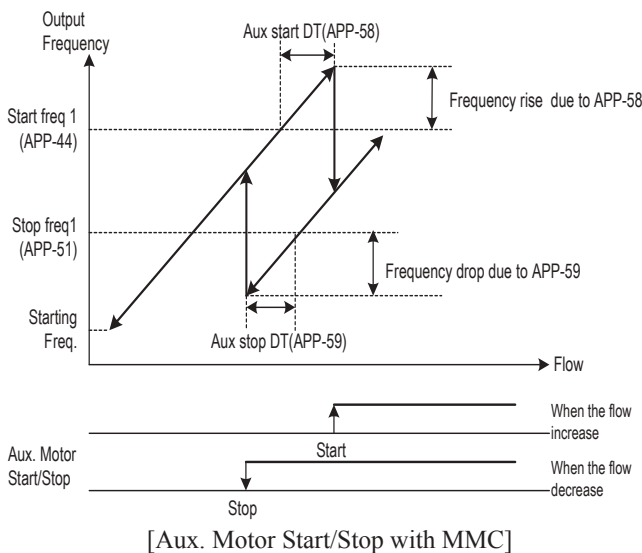 Output
Frequency
Aux start DT(APP-58)
Frequency rise due to APP-58
Start freq 1
(APP-44)
Stop freq1
(APP-51)
Frequency drop due to APP-59
Starting
Freq.
Aux stop DT(APP-59)
Flow
When the flow
increase
Start
Aux. Motor
Start/Stop
When the flow
decrease
Stop
[Aux. Motor Start/Stop with MMC]